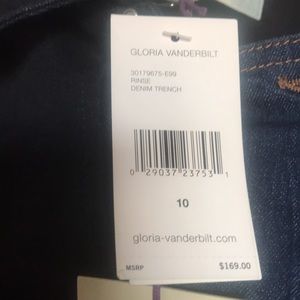 GLORIA VANDERBILT
30179675-E99
RINSE
DENIM TRENCH
0 29037 23753 1
10
gloria-vanderbilt.com
MSRP $169.00